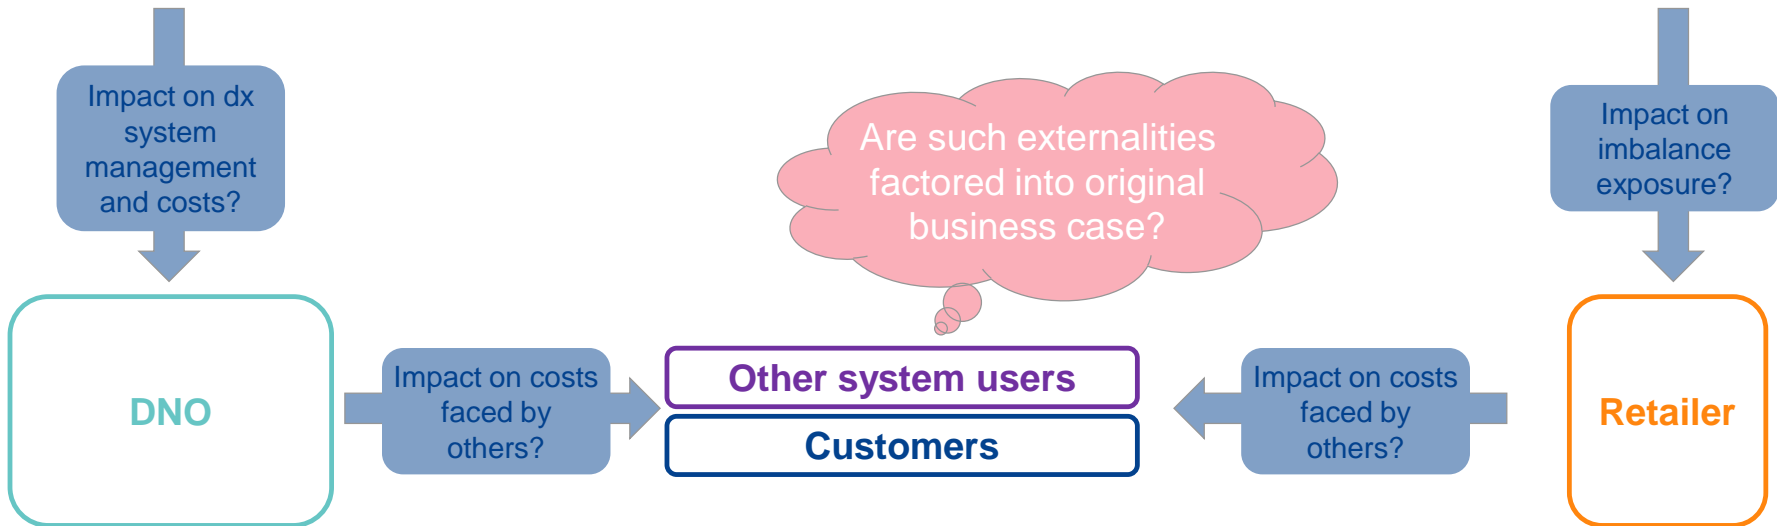 Impact on dx
system
management
and costs?
Are such externalities
factored into original
business case?
Impact on
imbalance
exposure?
DNO
Impact on costs
faced by
others?
Other system users
Customers
Impact on costs
faced by
others?
Retailer